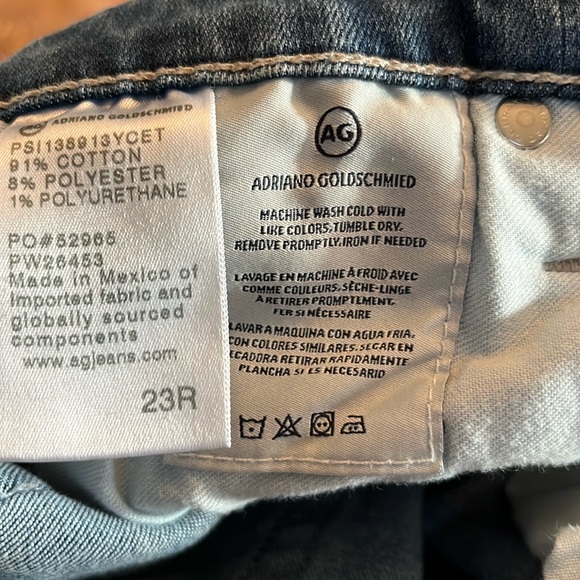 ADRIANO GOLDSCHMIED
PSI138913YCET
91% COTTON
8% POLYESTER
1% POLYURETHANE
PO#52965
PW26453
Made in Mexico of
Imported fabric and
globally sourced
components
www.agjeans.com
23R
AG
ADRIANO GOLDSCHMIED
MACHINE WASH COLD WITH
LIKE COLORS, TUMBLE DRY.
REMOVE PROMPTLY, IRON IF NEEDED
LAVAGE EN MACHINE À FROID AVEC
COMME COULEURS, SÈCHE-LINGE
À RETIRER PROMPTEMENT,
FER SI NÉCESSAIRE
LAVAR A MAQUINA CON AGUA FRIA,
CON COLORES SIMILARES. SECAR EN
ECADORA RETIRAR RAPIDAMENTE
PLANCHA SI ES NECESARIO